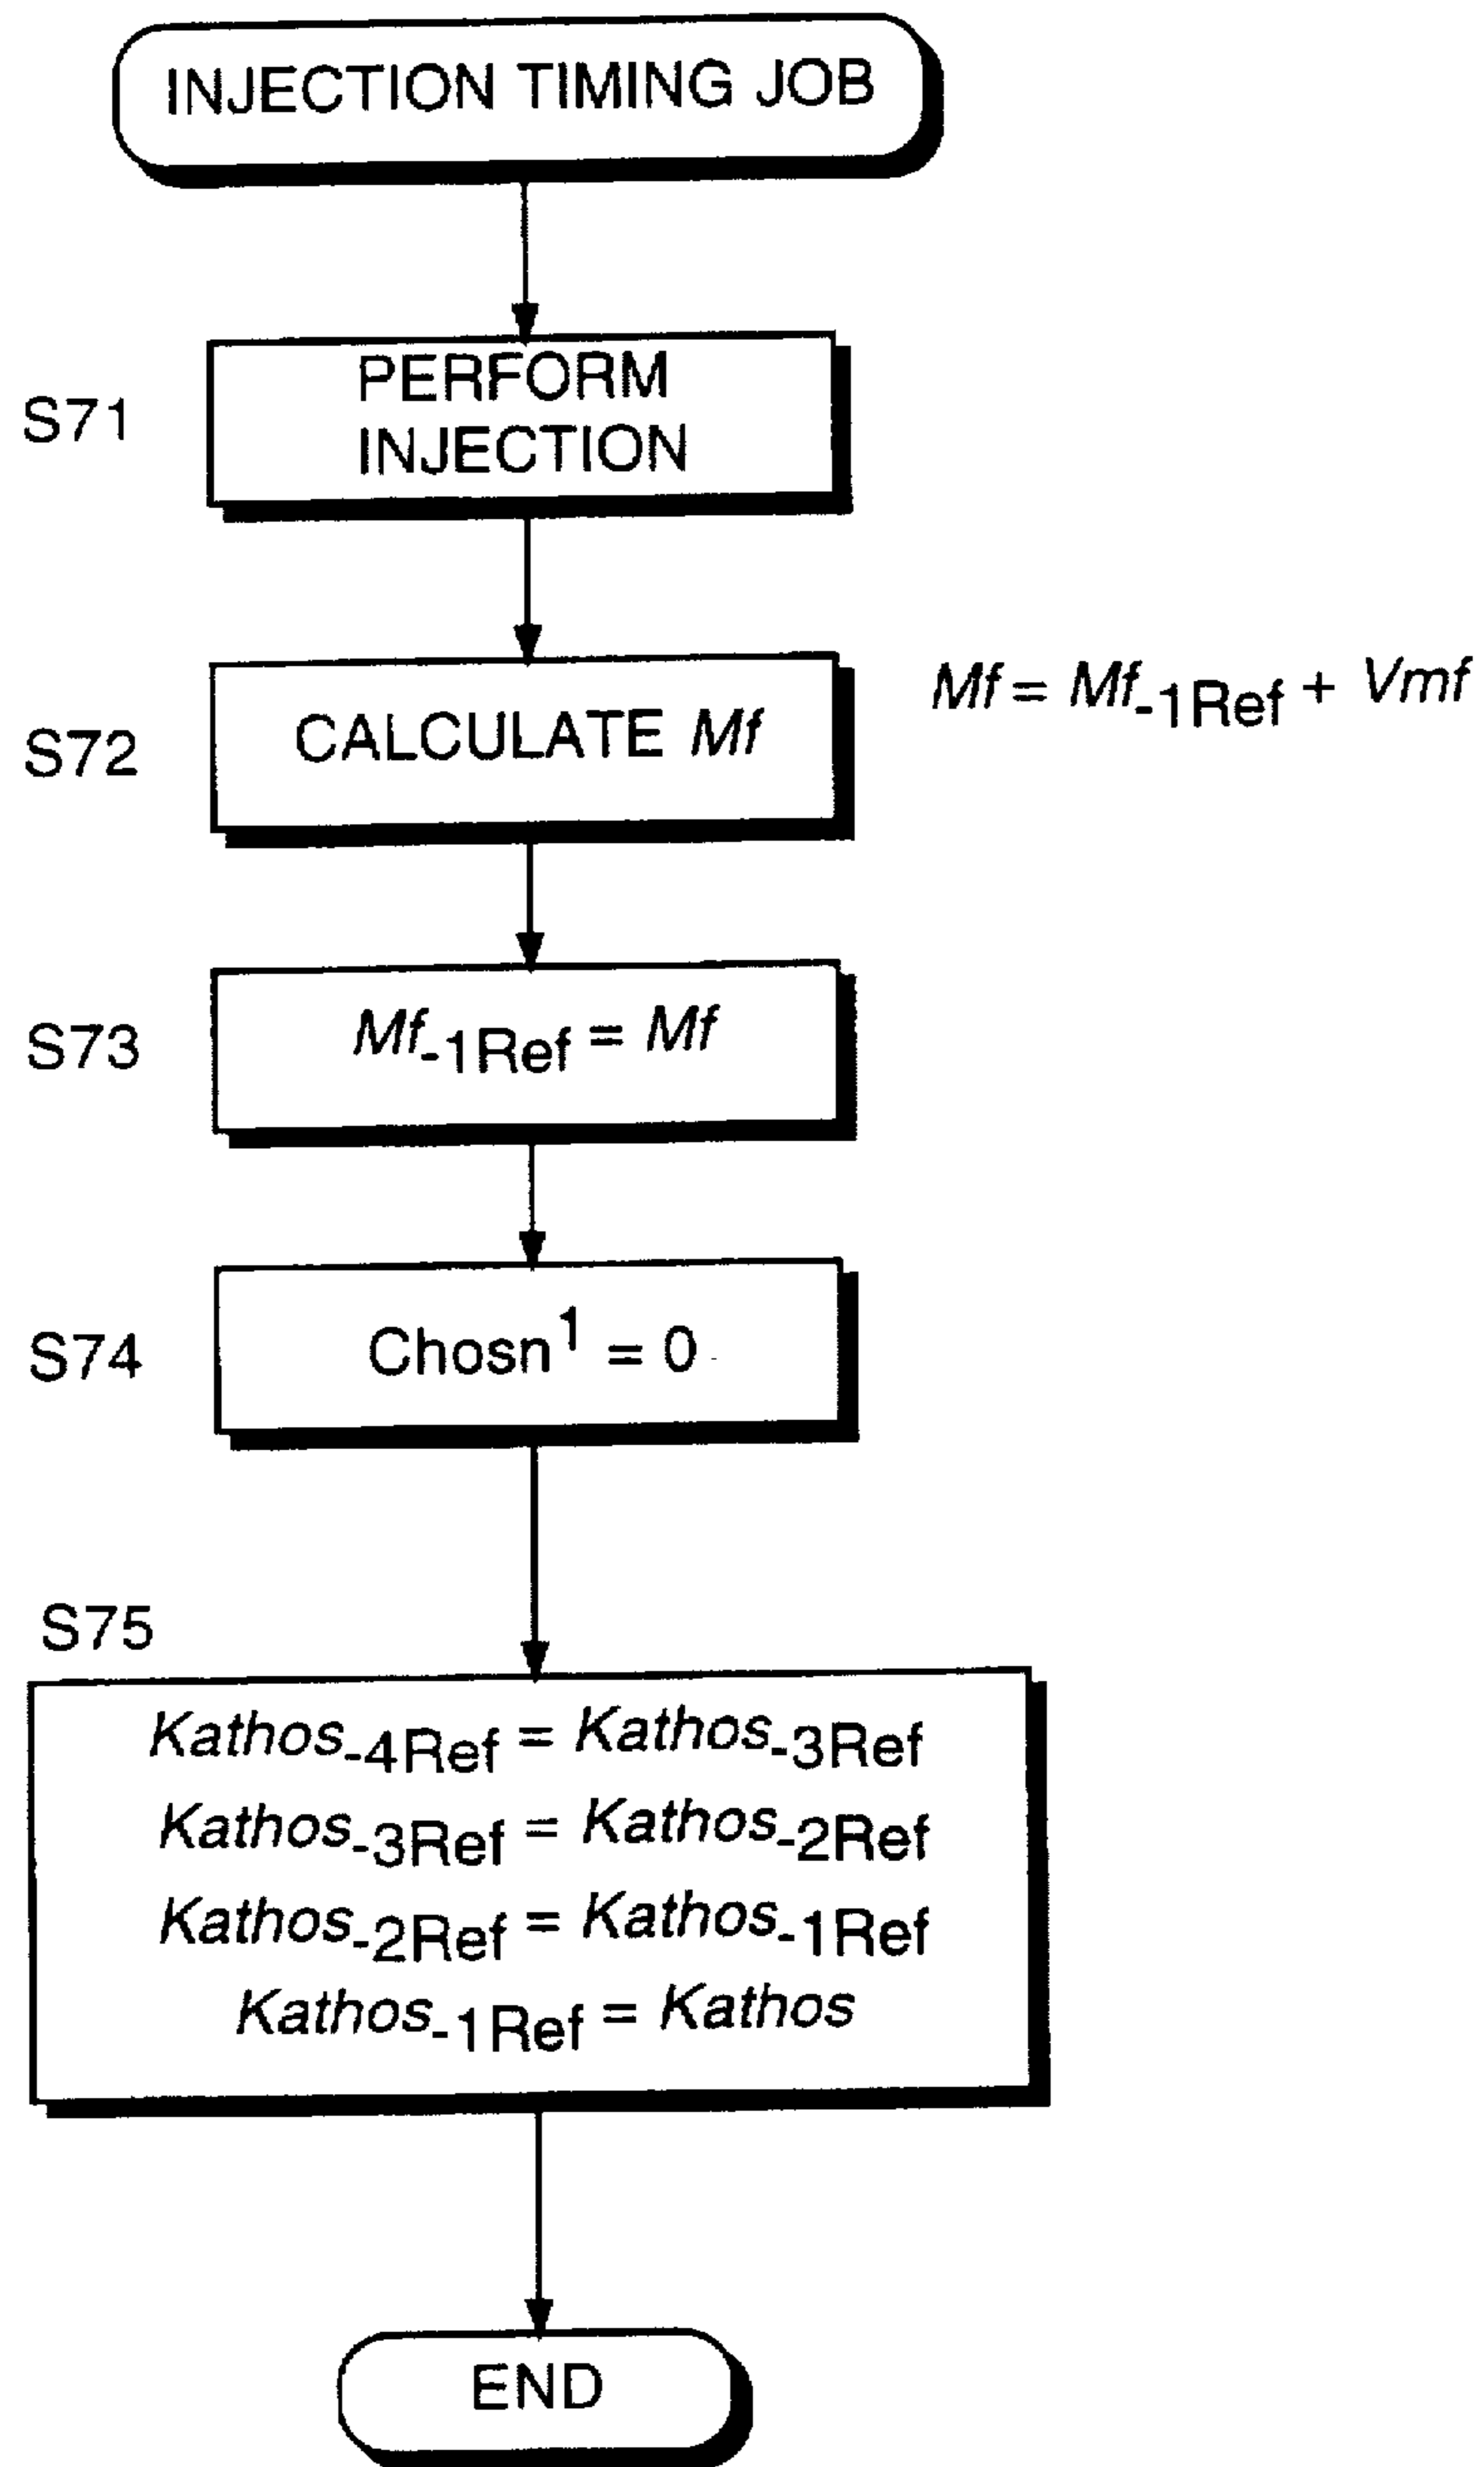 INJECTION TIMING JOB
S71
PERFORM
INJECTION
S72
CALCULATE Mf
Mf = Mf-1Ref + Vmf
S73
Mf-1Ref = Mf
S74
Chosn¹ = 0
S75
Kathos-4Ref = Kathos-3Ref
Kathos-3Ref = Kathos-2Ref
Kathos-2Ref = Kathos-1Ref
Kathos-1Ref = Kathos
END